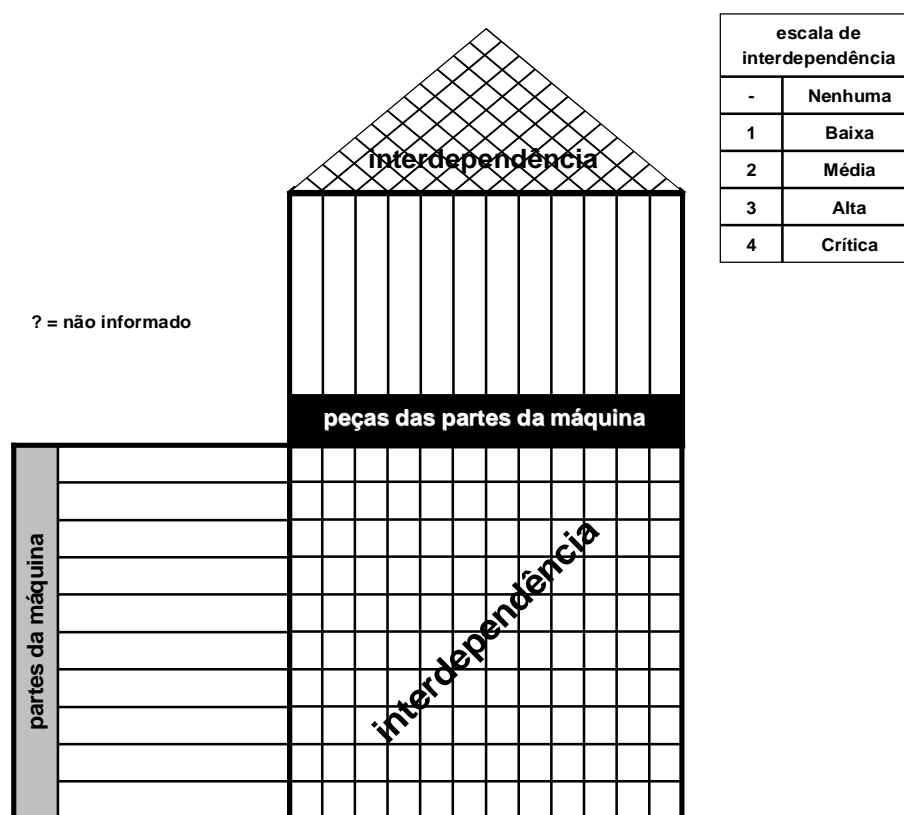 escala de
interdependência
- Nenhuma
1 Baixa
2 Média
3 Alta
4 Crítica
interdependência
? = não informado
peças das partes da máquina
partes da máquina
interdependência